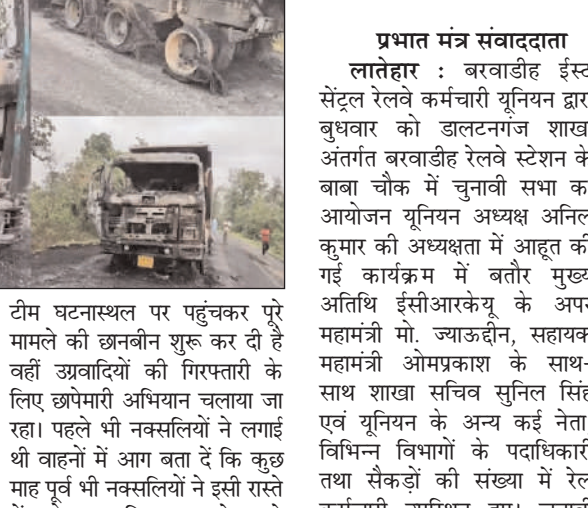 टीम घटनास्थल पर पहुंचकर पूरे
मामले की छानबीन शुरू कर दी है
वहीं उग्रवादियों की गिरफ्तारी के
लिए छापेमारी अभियान चलाया जा
रहा। पहले भी नक्सलियों ने लगाई
थी वाहनों में आग बता दें कि कुछ
माह पूर्व भी नक्सलियों ने इसी रास्ते
प्रभात मंत्र संवाददाता
लातेहार : बरवाडीह ईस्ट
सेंट्रल रेलवे कर्मचारी यूनियन द्वारा
बुधवार को डालटनगंज शाखा
अंतर्गत बरवाडीह रेलवे स्टेशन के
बाबा चौक में चुनावी सभा का
आयोजन यूनियन अध्यक्ष अनिल
कुमार की अध्यक्षता में आहूत की
गई कार्यक्रम में बतौर मुख्य
अतिथि ईसीआरकेयू के अपर
महामंत्री मो. ज्याऊद्दीन, सहायक
महामंत्री ओमप्रकाश के साथ-
साथ शाखा सचिव सुनिल सिंह
एवं यूनियन के अन्य कई नेता
विभिन्न विभागों के पदाधिकारी
तथा सैकड़ों की संख्या में रेल